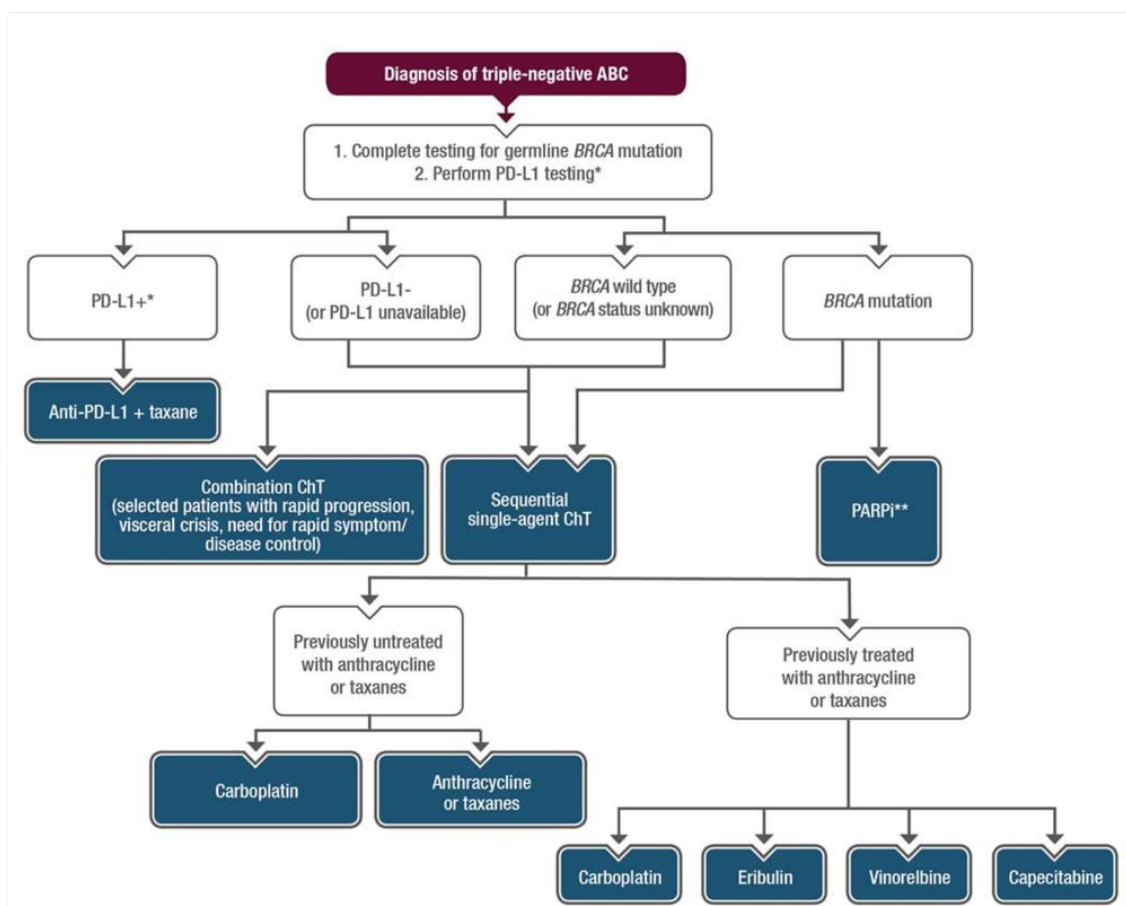 Diagnosis of triple-negative ABC
1. Complete testing for germline BRCA mutation
2. Perform PD-L1 testing*
PD-L1+*
PD-L1-
(or PD-L1 unavailable)
BRCA wild type
(or BRCA status unknown)
BRCA mutation
Anti-PD-L1 + taxane
Combination ChT
(selected patients with rapid progression,
visceral crisis, need for rapid symptom/
disease control)
Sequential
single-agent ChT
PARPi**
Previously untreated
with anthracycline
or taxanes
Previously treated
with anthracycline
or taxanes
Carboplatin
Anthracycline
or taxanes
Carboplatin
Eribulin
Vinorelbine
Capecitabine